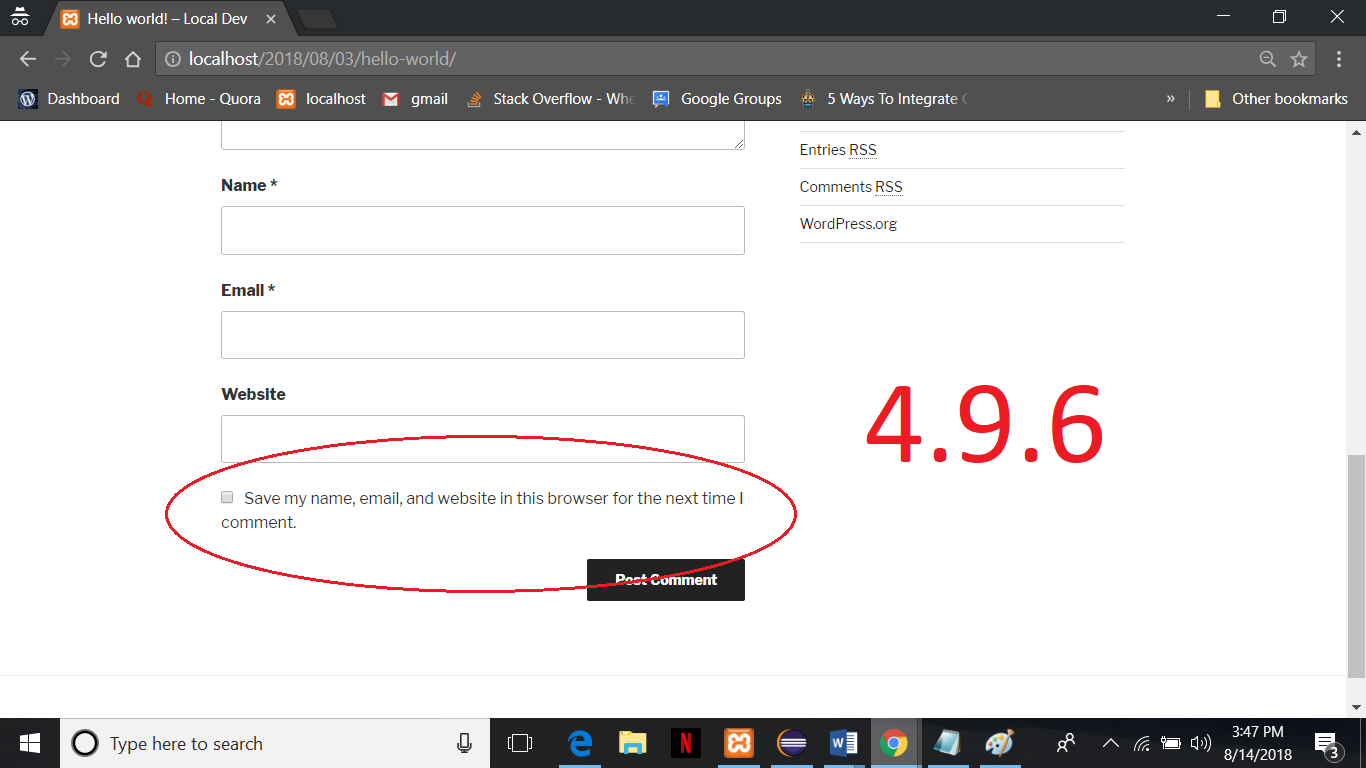 Hello world! – Local Dev
localhost/2018/08/03/hello-world/
Dashboard Home - Quora localhost gmail Stack Overflow - Whe Google Groups 5 Ways To Integrate » Other bookmarks
Entries RSS
Comments RSS
WordPress.org
Name *
Email *
Website
4.9.6
Save my name, email, and website in this browser for the next time I
comment.
Post Comment
Type here to search
3:47 PM
8/14/2018
3